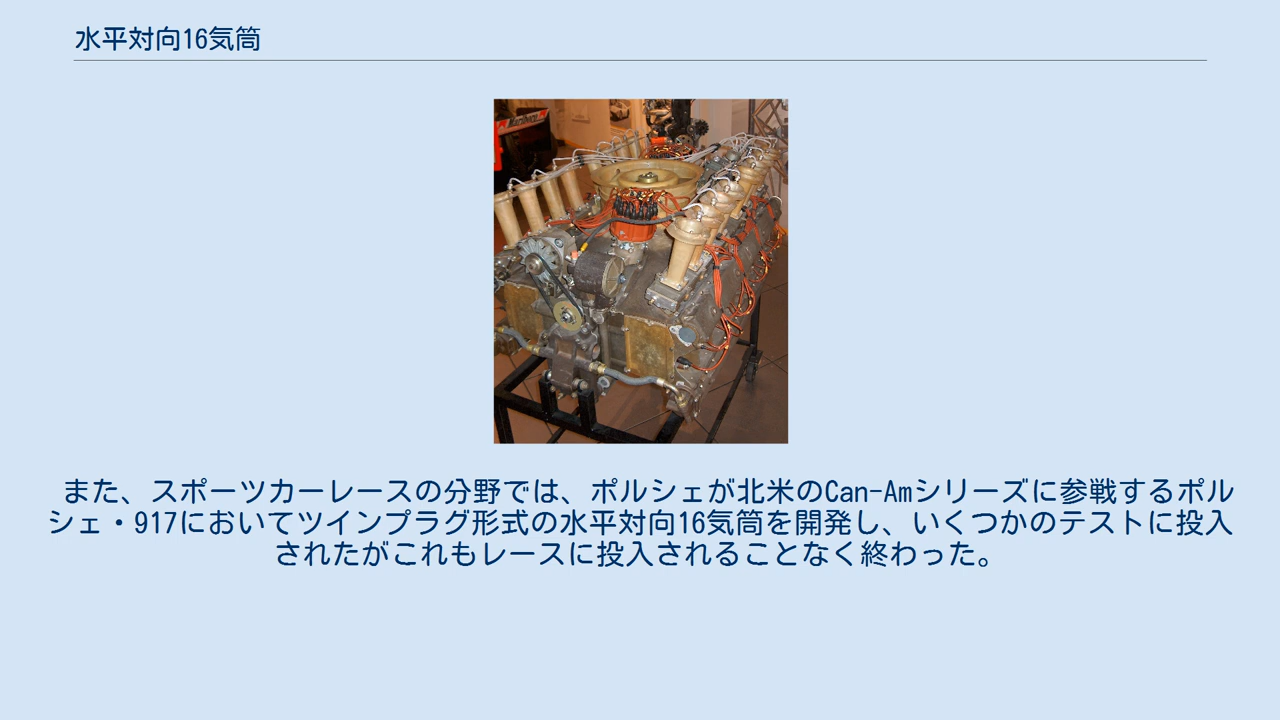 水平対向16気筒
また、スポーツカーレースの分野では、ポルシェが北米のCan-Amシリーズに参戦するポル
シェ・917においてツインプラグ形式の水平対向16気筒を開発し、いくつかのテストに投入
されたがこれもレースに投入されることなく終わった。